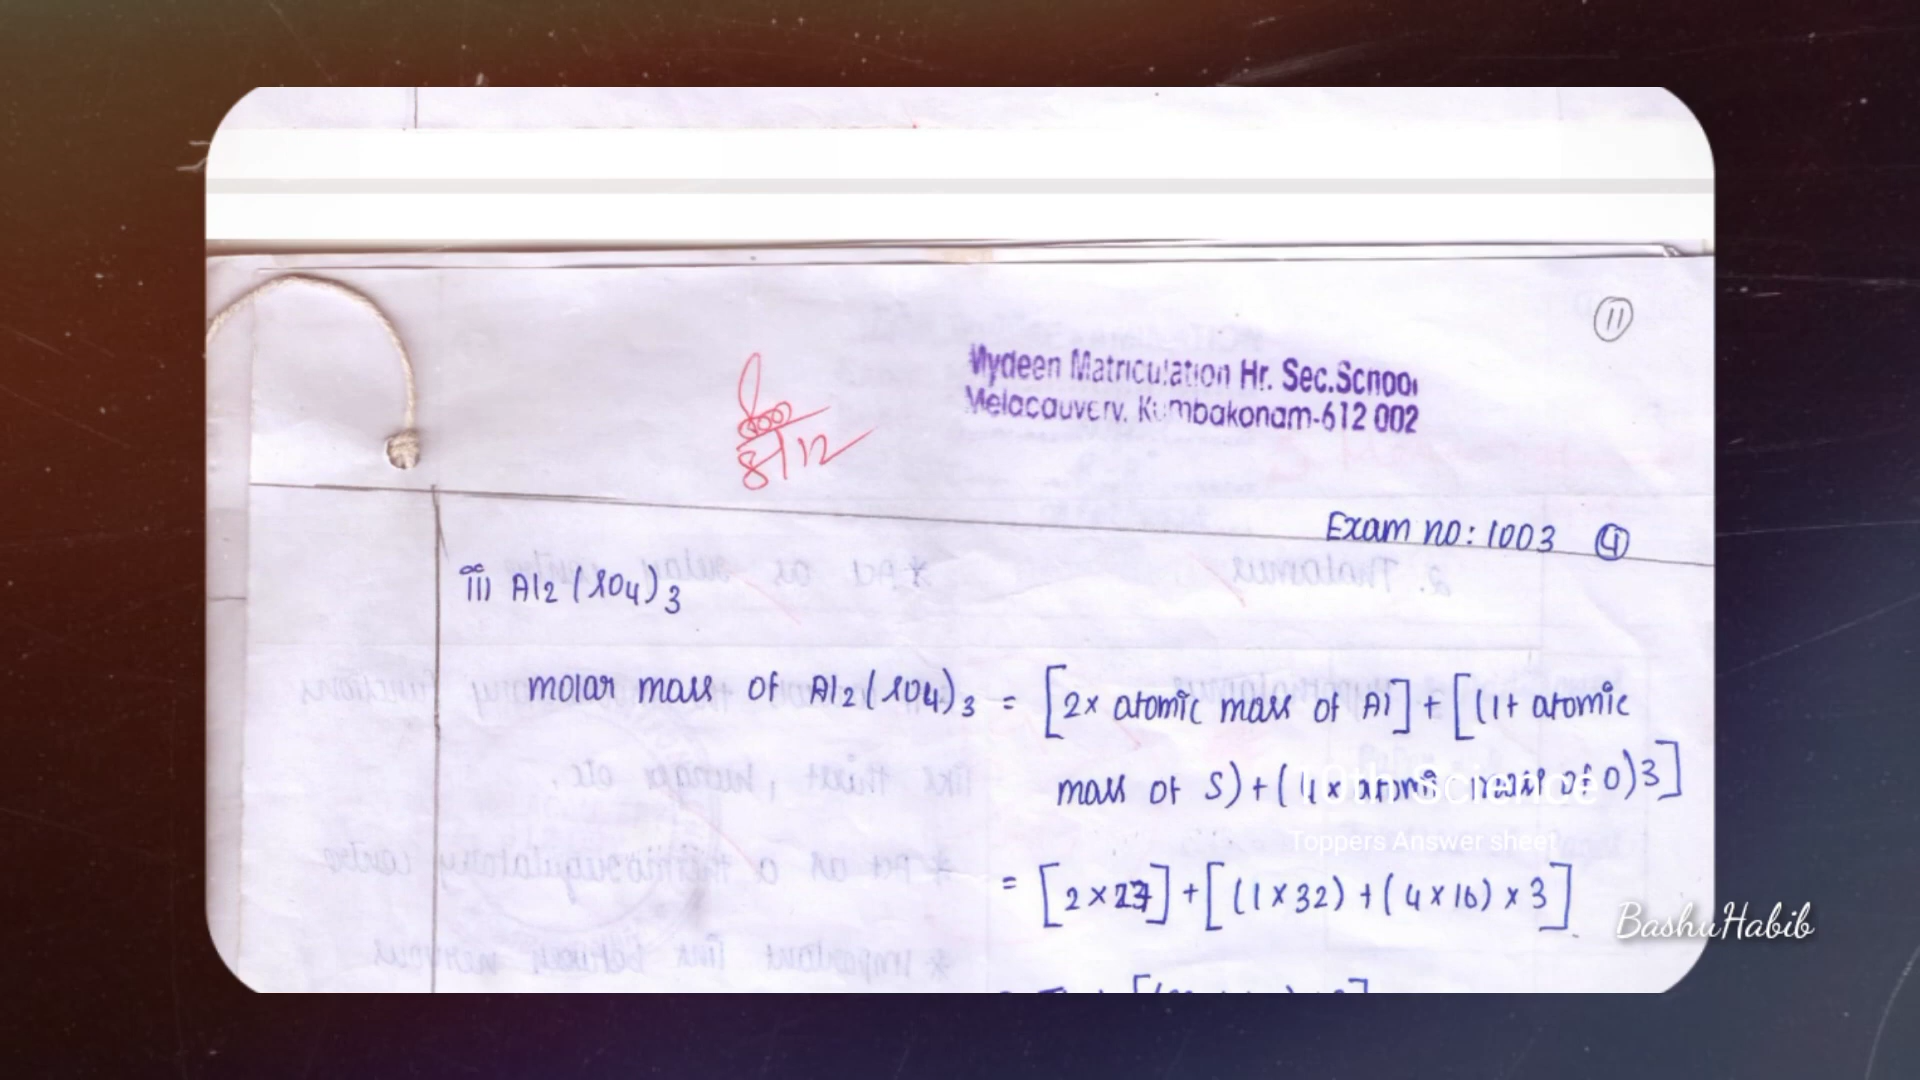 11
8/12
Mydeen Matriculation Hr. Sec.School
Melacauvery, Kumbakonam-612 002
Exam no: 1003 4
iii) Al2(SO4)3
molar mass of Al2(SO4)3 = [2× atomic mass of Al] + [(1+ atomic
mass of S) + (4 × atomic mass of O)3]
10th Science
Toppers Answer sheet
= [2×27] + [(1×32) + (4×16) × 3]
BashuHabib